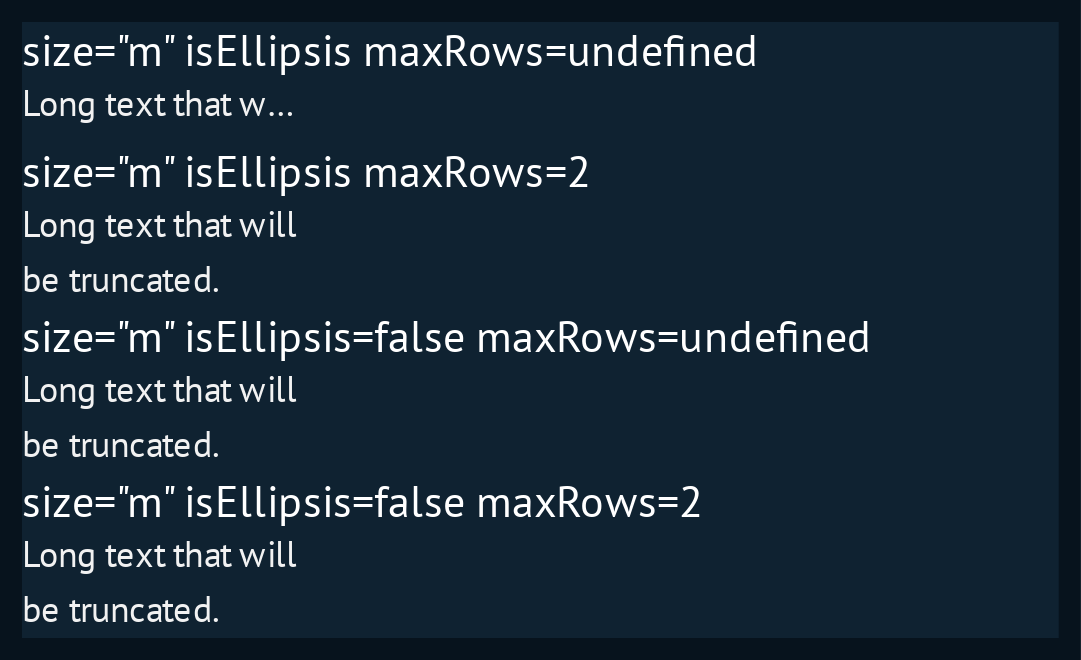 size="m" isEllipsis maxRows=undefined
Long text that w...
size="m" isEllipsis maxRows=2
Long text that will
be truncated.
size="m" isEllipsis=false maxRows=undefined
Long text that will
be truncated.
size="m" isEllipsis=false maxRows=2
Long text that will
be truncated.